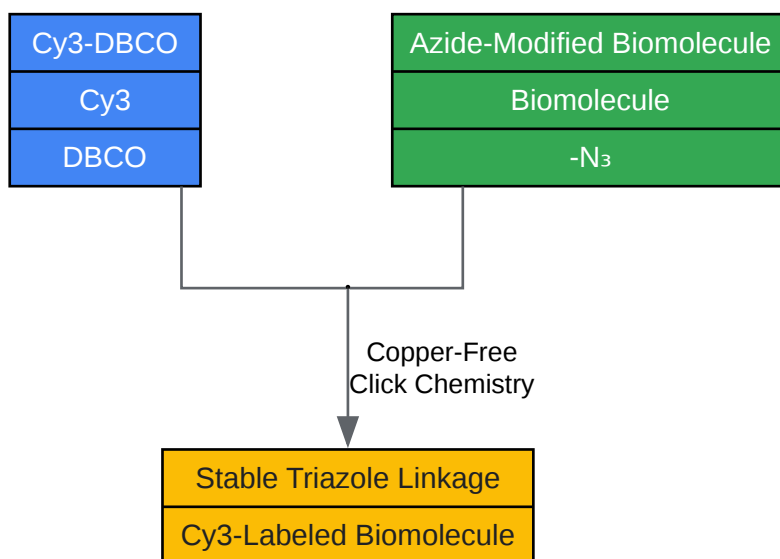 Cy3-DBCO
Cy3
DBCO
Azide-Modified Biomolecule
Biomolecule
-N₃
Copper-Free
Click Chemistry
Stable Triazole Linkage
Cy3-Labeled Biomolecule